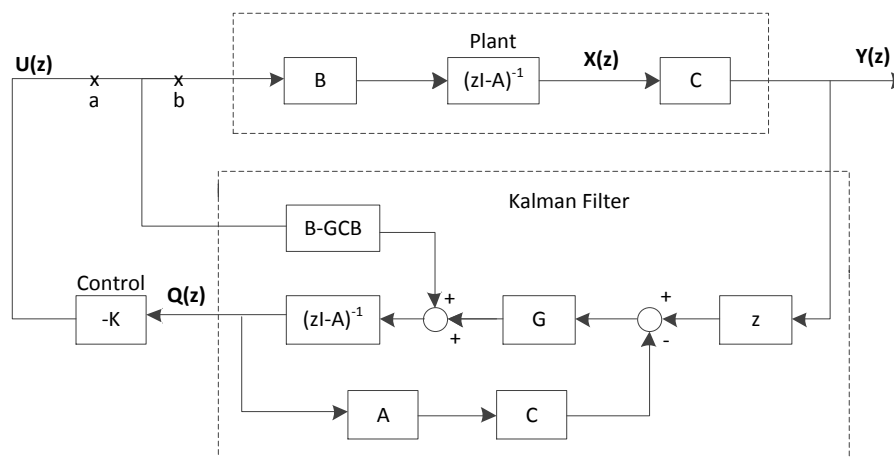 Plant
U(z)
X(z)
Y(z)
x
x
a
b
B
(zI-A)⁻¹
C
Kalman Filter
B-GCB
Control
Q(z)
-K
(zI-A)⁻¹
+
+
G
+
-
z
A
C